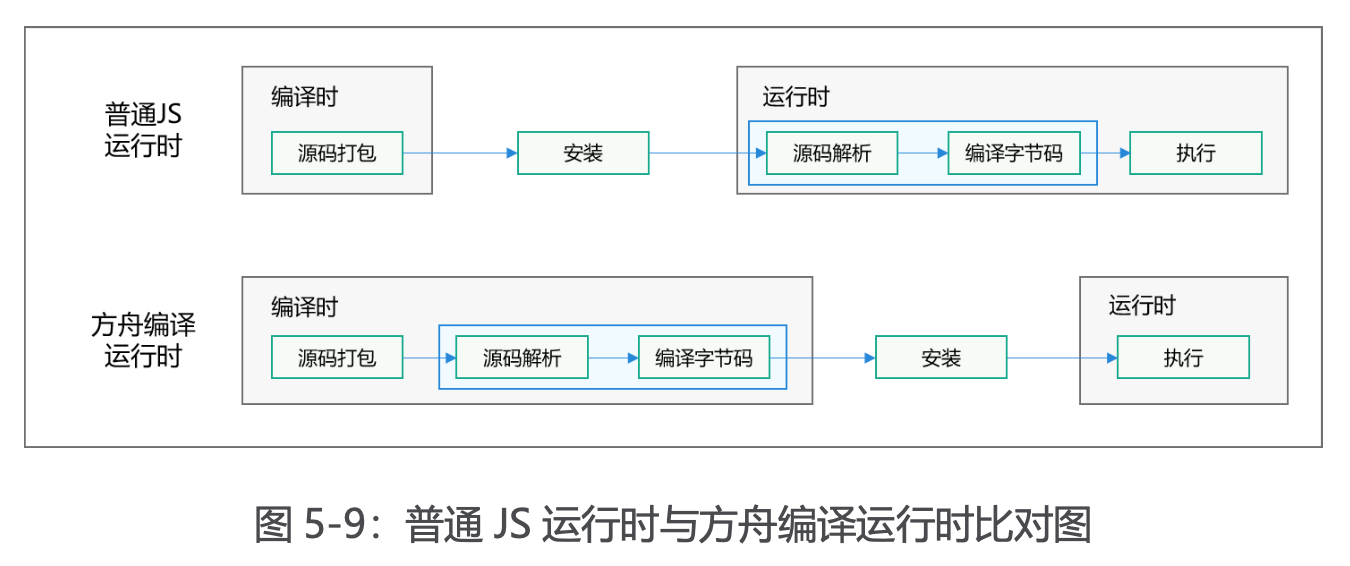 普通JS
运行时
编译时
源码打包
安装
运行时
源码解析
编译字节码
执行
方舟编译
运行时
编译时
源码打包
源码解析
编译字节码
安装
运行时
执行
图 5-9：普通 JS 运行时与方舟编译运行时比对图